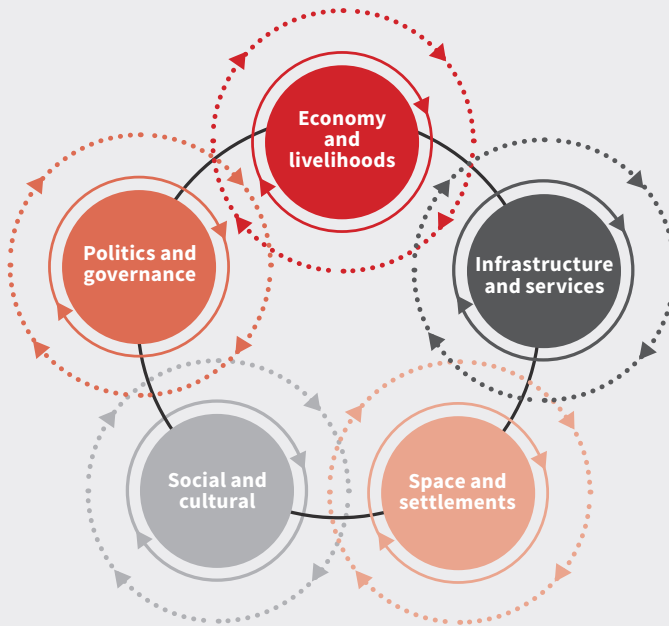 Economy
and
livelihoods
Politics and
governance
Infrastructure
and services
Social and
cultural
Space and
settlements